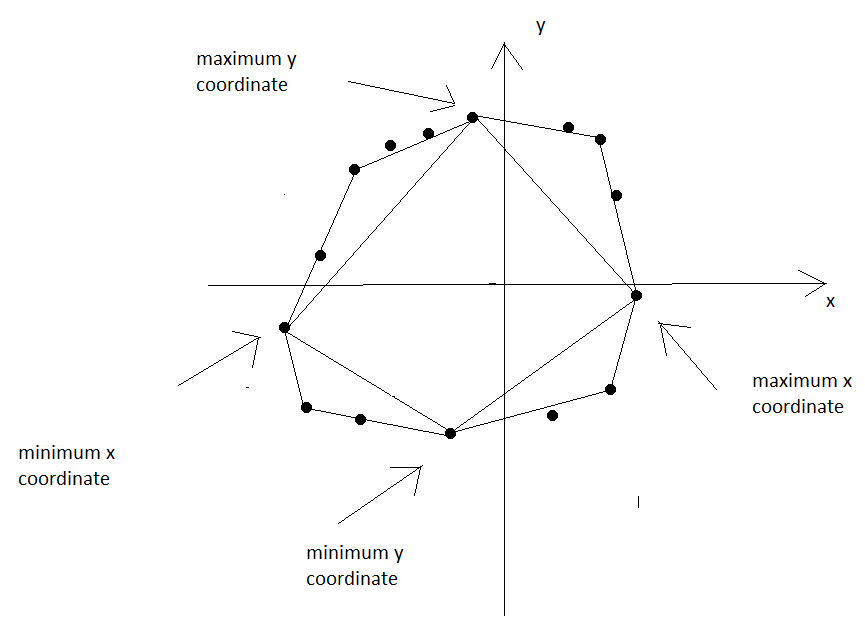 y
maximum y
coordinate
x
maximum x
coordinate
minimum x
coordinate
minimum y
coordinate